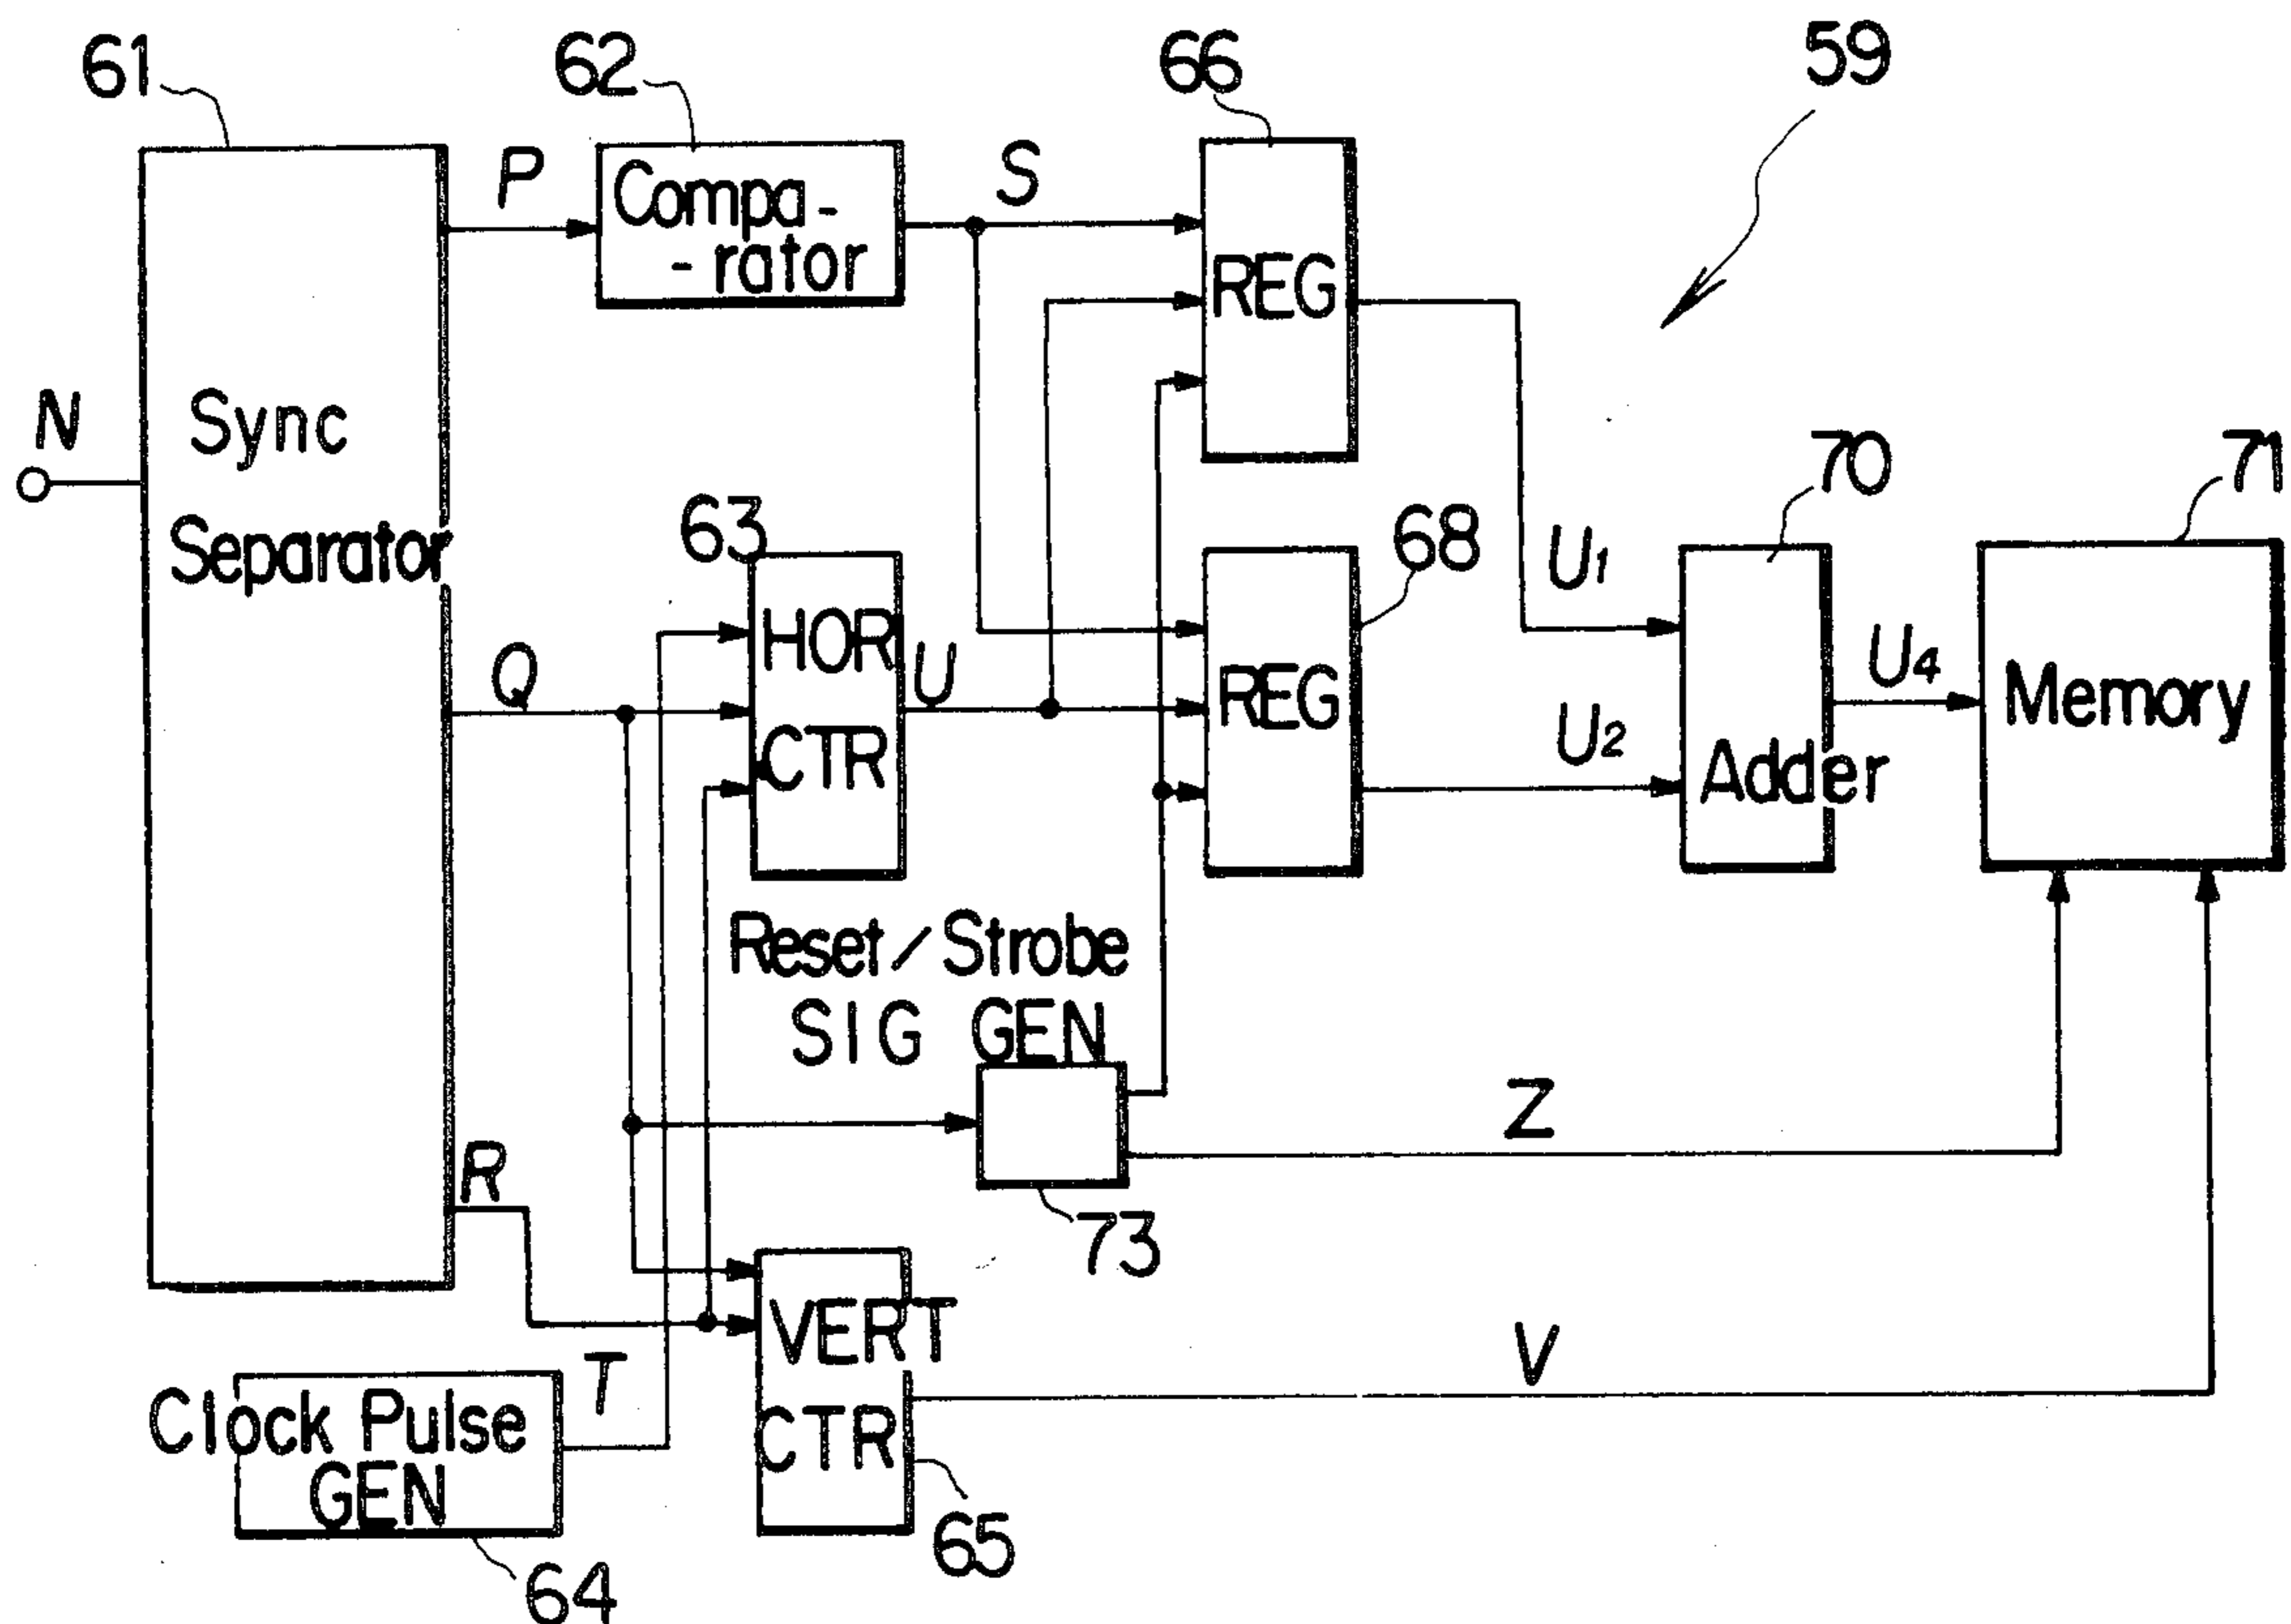 61
62
66
59
P
Compa-
-rator
S
REG
N
Sync
Separator
63
68
70
71
U1
HOR
CTR
Q
U
REG
U2
Adder
U4
Memory
Reset/Strobe
SIG GEN
Z
R
73
VERT
CTR
V
T
Clock Pulse
GEN
65
64